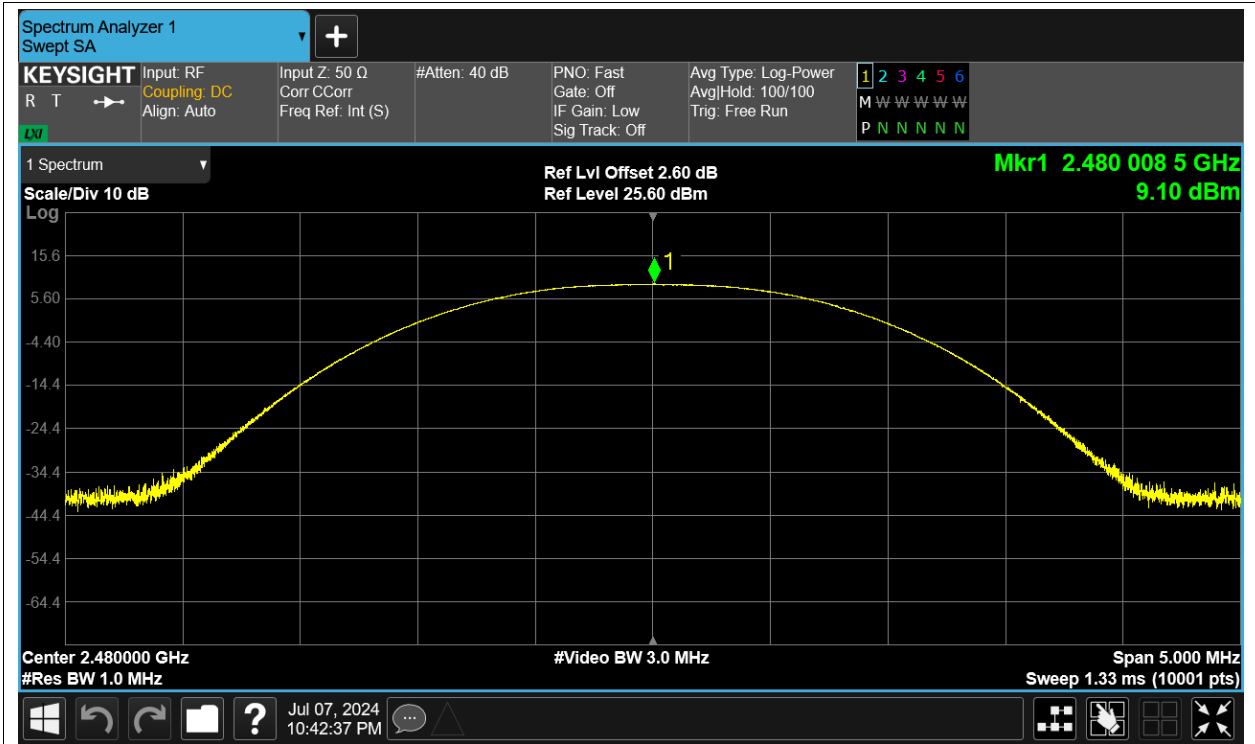 Spectrum Analyzer 1
Swept SA
+
KEYSIGHT
R T
LXI
Input: RF
Coupling: DC
Align: Auto
Input Z: 50 Ω
Corr CCorr
Freq Ref: Int (S)
#Atten: 40 dB
PNO: Fast
Gate: Off
IF Gain: Low
Sig Track: Off
Avg Type: Log-Power
Avg|Hold: 100/100
Trig: Free Run
1 2 3 4 5 6
M W W W W W
P N N N N N
1 Spectrum
Scale/Div 10 dB
Log
Ref Lvl Offset 2.60 dB
Ref Level 25.60 dBm
Mkr1 2.480 008 5 GHz
9.10 dBm
1
15.6
5.60
-4.40
-14.4
-24.4
-34.4
-44.4
-54.4
-64.4
Center 2.480000 GHz
#Res BW 1.0 MHz
#Video BW 3.0 MHz
Span 5.000 MHz
Sweep 1.33 ms (10001 pts)
?
Jul 07, 2024
10:42:37 PM